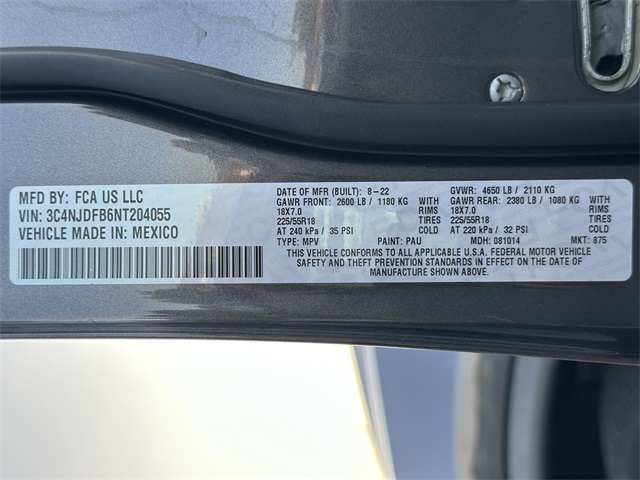 MFD BY: FCA US LLC
VIN: 3C4NJDFB6NT204055
VEHICLE MADE IN: MEXICO
DATE OF MFR (BUILT): 8-22 GVWR: 4650 LB / 2110 KG
GAWR FRONT: 2600 LB / 1180 KG WITH GAWR REAR: 2380 LB / 1080 KG WITH
18X7.0 RIMS 18X7.0 RIMS
225/55R18 TIRES 225/55R18 TIRES
AT 240 kPa / 35 PSI COLD AT 220 kPa / 32 PSI COLD
TYPE: MPV PAINT: PAU MDH: 081014 MKT: 875
THIS VEHICLE CONFORMS TO ALL APPLICABLE U.S.A. FEDERAL MOTOR VEHICLE
SAFETY AND THEFT PREVENTION STANDARDS IN EFFECT ON THE DATE OF
MANUFACTURE SHOWN ABOVE.